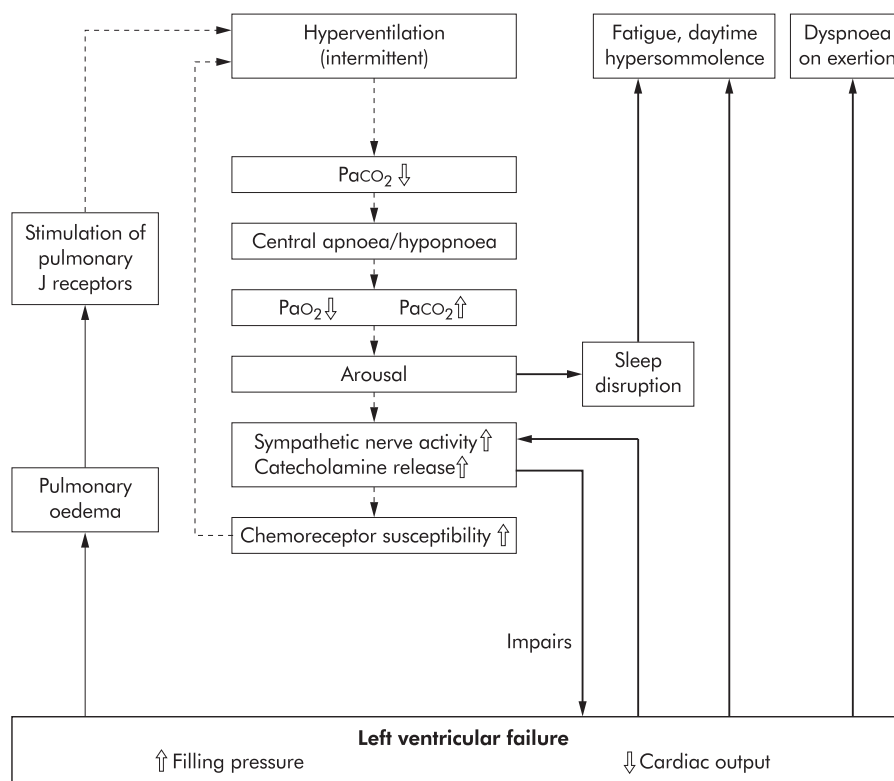 Hyperventilation
(intermittent)
Fatigue, daytime
hypersommolence
Dyspnoea
on exertion
PaCO₂ ⇩
Stimulation of
pulmonary
J receptors
Central apnoea/hypopnoea
PaO₂ ⇩ PaCO₂ ⇧
Arousal
Sleep
disruption
Sympathetic nerve activity ⇧
Catecholamine release ⇧
Pulmonary
oedema
Chemoreceptor susceptibility ⇧
Impairs
Left ventricular failure
⇧ Filling pressure
⇩ Cardiac output